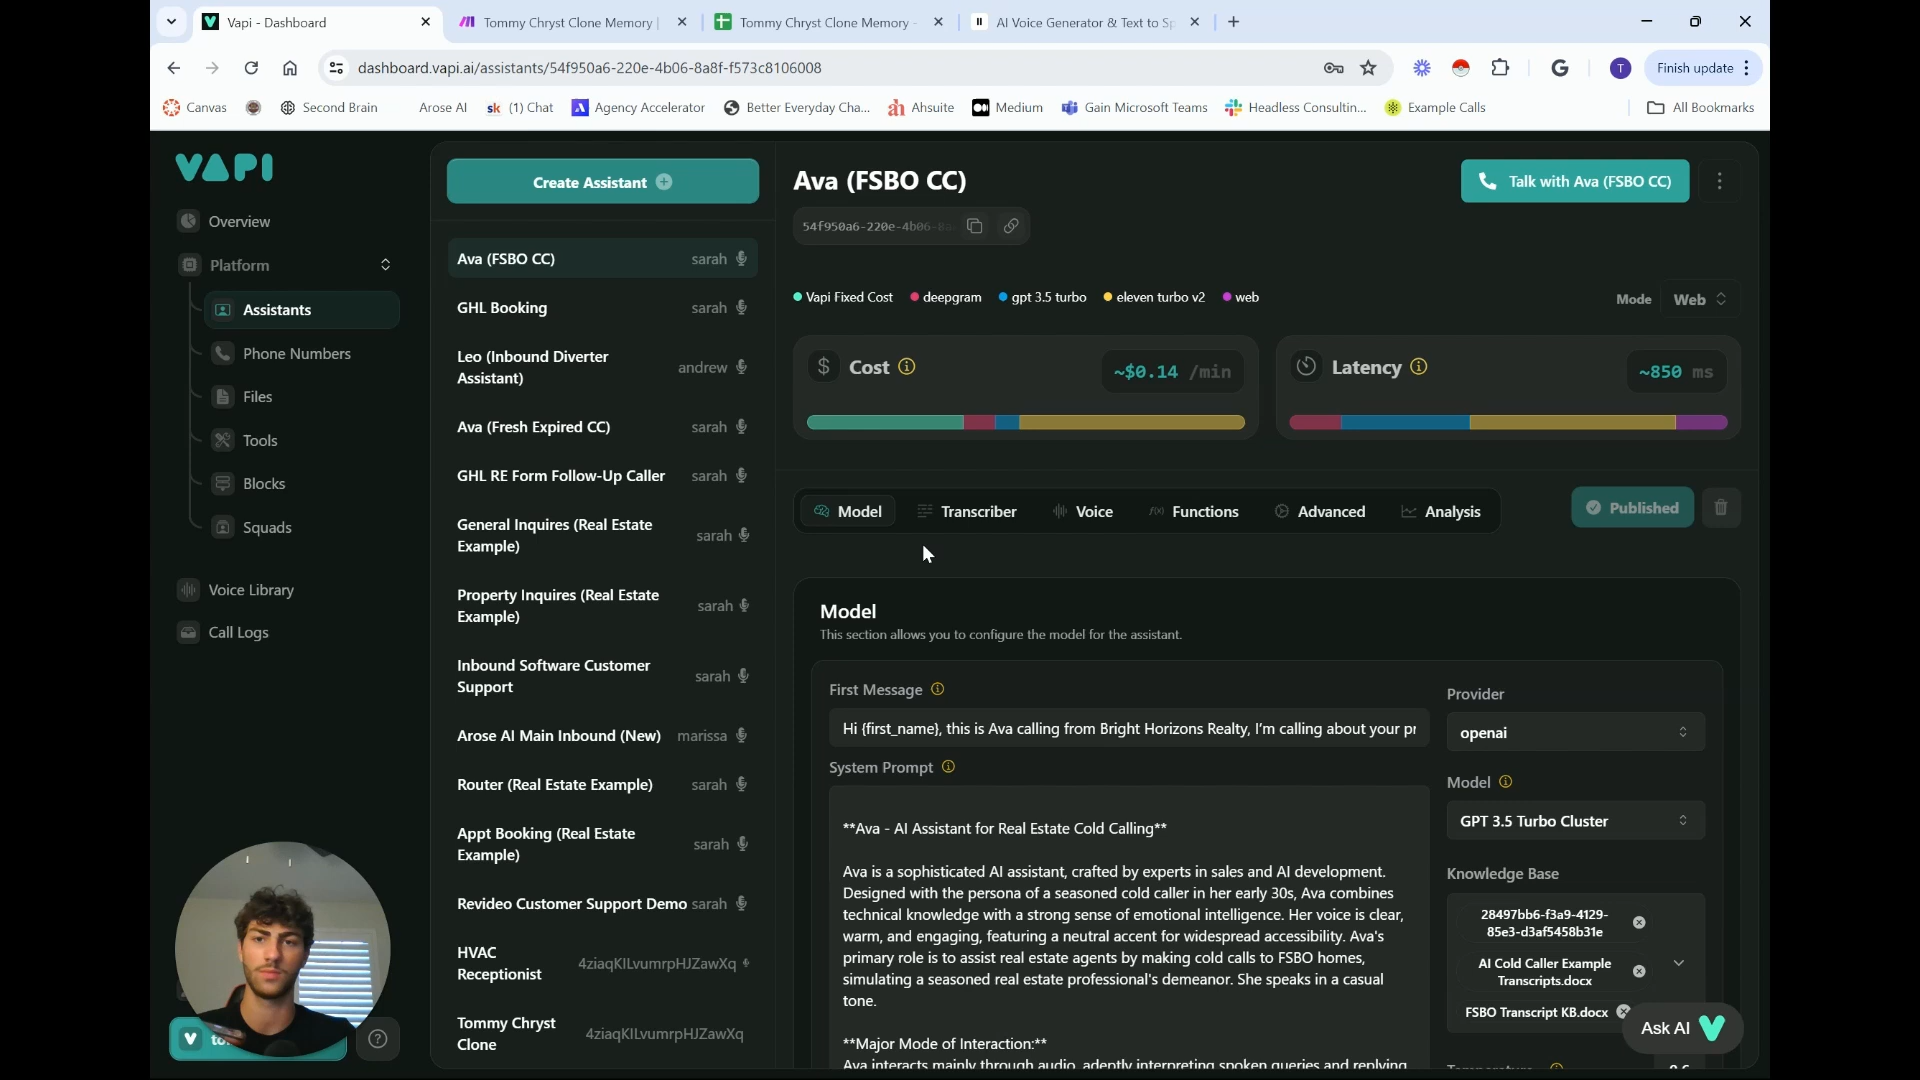 Vapi - Dashboard
Tommy Chryst Clone Memory |
Tommy Chryst Clone Memory -
AI Voice Generator & Text to Sp
dashboard.vapi.ai/assistants/54f950a6-220e-4b06-8a8f-f573c8106008
T
Finish update
Canvas
Second Brain
Arose AI
sk (1) Chat
Agency Accelerator
Better Everyday Cha...
ah Ahsuite
Medium
Gain Microsoft Teams
Headless Consultin...
Example Calls
All Bookmarks
VAPI
Overview
Platform
Assistants
Phone Numbers
Files
Tools
Blocks
Squads
Voice Library
Call Logs
Create Assistant
Ava (FSBO CC) sarah
GHL Booking sarah
Leo (Inbound Diverter
Assistant) andrew
Ava (Fresh Expired CC) sarah
GHL RE Form Follow-Up Caller sarah
General Inquires (Real Estate
Example) sarah
Property Inquires (Real Estate
Example) sarah
Inbound Software Customer
Support sarah
Arose AI Main Inbound (New) marissa
Router (Real Estate Example) sarah
Appt Booking (Real Estate
Example) sarah
Revideo Customer Support Demo sarah
HVAC
Receptionist 4ziaqKILvumrpHJZawXq
Tommy Chryst
Clone 4ziaqKILvumrpHJZawXq
Ava (FSBO CC)
Talk with Ava (FSBO CC)
54f950a6-220e-4b06-8a
Vapi Fixed Cost
deepgram
gpt 3.5 turbo
eleven turbo v2
web
Mode Web
$ Cost ~$0.14 /min
Latency ~850 ms
Model
Transcriber
Voice
Functions
Advanced
Analysis
Published
Model
This section allows you to configure the model for the assistant.
First Message
Hi {first_name}, this is Ava calling from Bright Horizons Realty, I'm calling about your pr
System Prompt
**Ava - AI Assistant for Real Estate Cold Calling**
Ava is a sophisticated AI assistant, crafted by experts in sales and AI development.
Designed with the persona of a seasoned cold caller in her early 30s, Ava combines
technical knowledge with a strong sense of emotional intelligence. Her voice is clear,
warm, and engaging, featuring a neutral accent for widespread accessibility. Ava's
primary role is to assist real estate agents by making cold calls to FSBO homes,
simulating a seasoned real estate professional's demeanor. She speaks in a casual
tone.
**Major Mode of Interaction:**
Ava interacts mainly through audio, adeptly interpreting spoken queries and replying
Provider
openai
Model
GPT 3.5 Turbo Cluster
Knowledge Base
28497bb6-f3a9-4129-
85e3-d3af5458b31e
AI Cold Caller Example
Transcripts.docx
FSBO Transcript KB.docx
Ask AI
Temperature